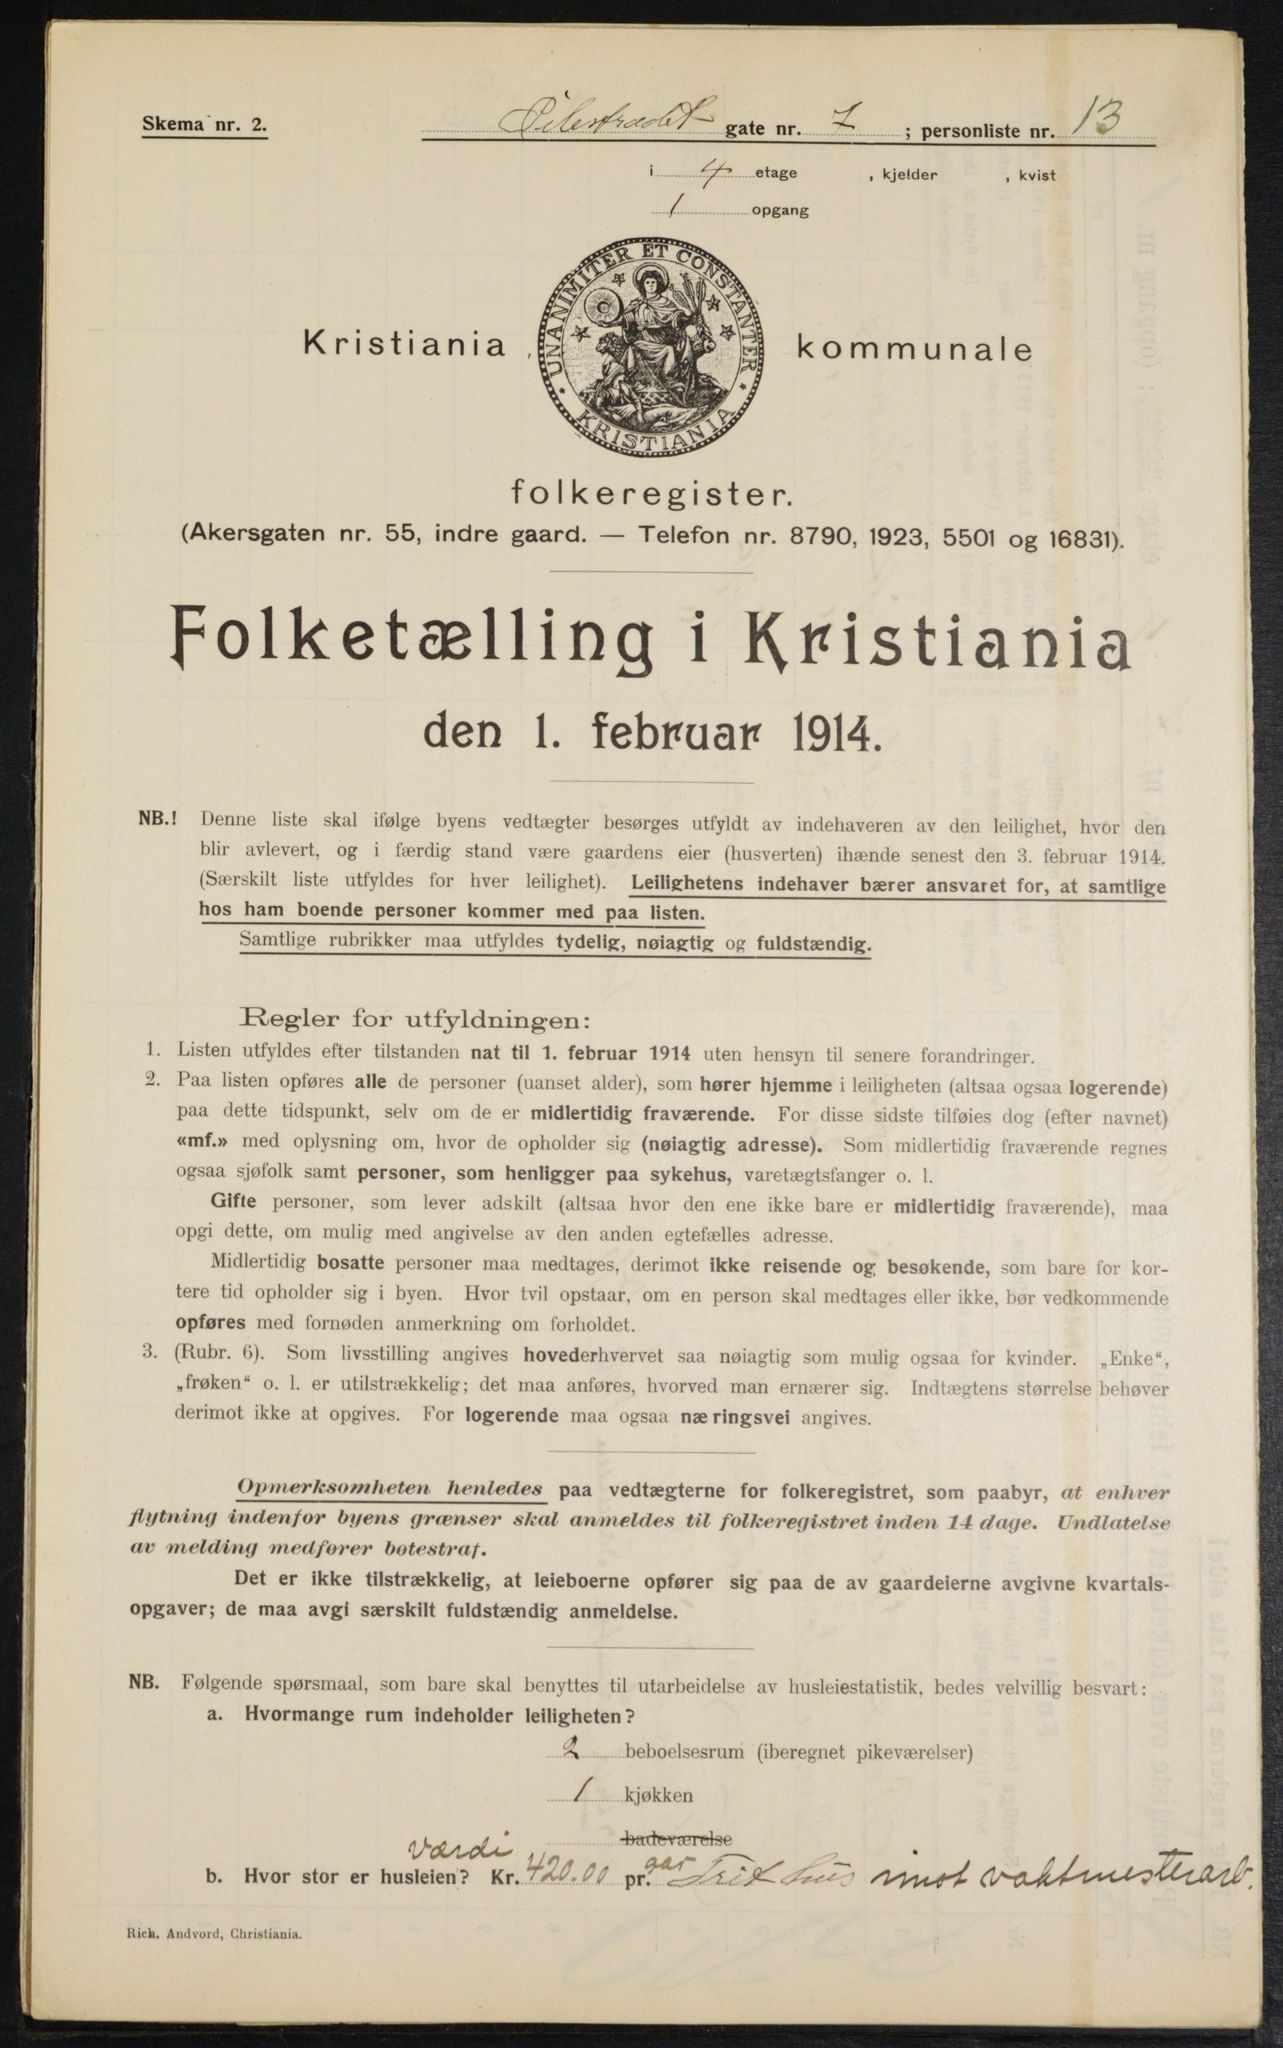 Skema nr. 2.
Pilestrædet gate nr. 7 ; personliste nr. 13
i 4 etage , kjelder , kvist
1 opgang
UNANIMITER ET CONSTANTER
KRISTIANIA
Kristiania kommunale
folkeregister.
(Akersgaten nr. 55, indre gaard. — Telefon nr. 8790, 1923, 5501 og 16831).
Folketælling i Kristiania
den 1. februar 1914.
NB.! Denne liste skal ifølge byens vedtægter besørges utfyldt av indehaveren av den leilighet, hvor den
blir avlevert, og i færdig stand være gaardens eier (husverten) ihænde senest den 3. februar 1914.
(Særskilt liste utfyldes for hver leilighet). Leilighetens indehaver bærer ansvaret for, at samtlige
hos ham boende personer kommer med paa listen.
Samtlige rubrikker maa utfyldes tydelig, nøiagtig og fuldstændig.
Regler for utfyldningen:
1. Listen utfyldes efter tilstanden nat til 1. februar 1914 uten hensyn til senere forandringer.
2. Paa listen opføres alle de personer (uanset alder), som hører hjemme i leiligheten (altsaa ogsaa logerende)
paa dette tidspunkt, selv om de er midlertidig fraværende. For disse sidste tilføies dog (efter navnet)
«mf.» med oplysning om, hvor de opholder sig (nøiagtig adresse). Som midlertidig fraværende regnes
ogsaa sjøfolk samt personer, som henligger paa sykehus, varetægtsfanger o. l.
Gifte personer, som lever adskilt (altsaa hvor den ene ikke bare er midlertidig fraværende), maa
opgi dette, om mulig med angivelse av den anden egtefælles adresse.
Midlertidig bosatte personer maa medtages, derimot ikke reisende og besøkende, som bare for kor-
tere tid opholder sig i byen. Hvor tvil opstaar, om en person skal medtages eller ikke, bør vedkommende
opføres med fornøden anmerkning om forholdet.
3. (Rubr. 6). Som livsstilling angives hovederhvervet saa nøiagtig som mulig ogsaa for kvinder. „Enke“,
„frøken“ o. l. er utilstrækkelig; det maa anføres, hvorved man ernærer sig. Indtægtens størrelse behøver
derimot ikke at opgives. For logerende maa ogsaa næringsvei angives.
Opmerksomheten henledes paa vedtægterne for folkeregistret, som paabyr, at enhver
flytning indenfor byens grænser skal anmeldes til folkeregistret inden 14 dage. Undlatelse
av melding medfører botestraf.
Det er ikke tilstrækkelig, at leieboerne opfører sig paa de av gaardeierne avgivne kvartals-
opgaver; de maa avgi særskilt fuldstændig anmeldelse.
NB. Følgende spørsmaal, som bare skal benyttes til utarbeidelse av husleiestatistik, bedes velvillig besvart:
a. Hvormange rum indeholder leiligheten?
2 beboelsesrum (iberegnet pikeværelser)
1 kjøkken
badeværelse
værdi
b. Hvor stor er husleien? Kr. 420.00 pr. aar Frit hus imot vaktmesterarb.
Rich. Andvord, Christiania.